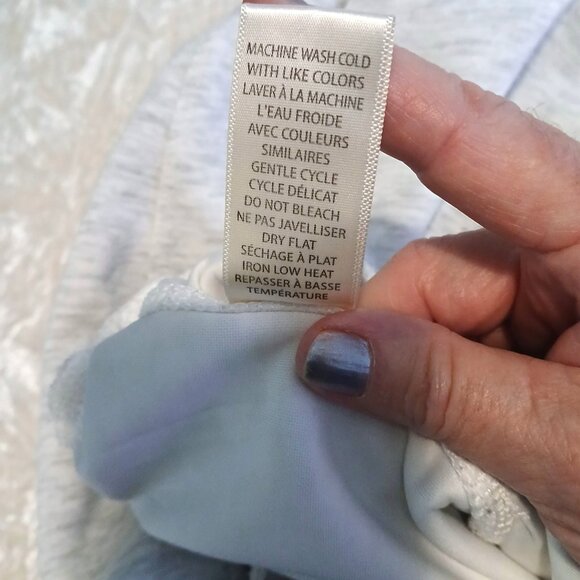 MACHINE WASH COLD
WITH LIKE COLORS
LAVER À LA MACHINE
L'EAU FROIDE
AVEC COULEURS
SIMILAIRES
GENTLE CYCLE
CYCLE DÉLICAT
DO NOT BLEACH
NE PAS JAVELLISER
DRY FLAT
SÉCHAGE À PLAT
IRON LOW HEAT
REPASSER À BASSE
TEMPÉRATURE